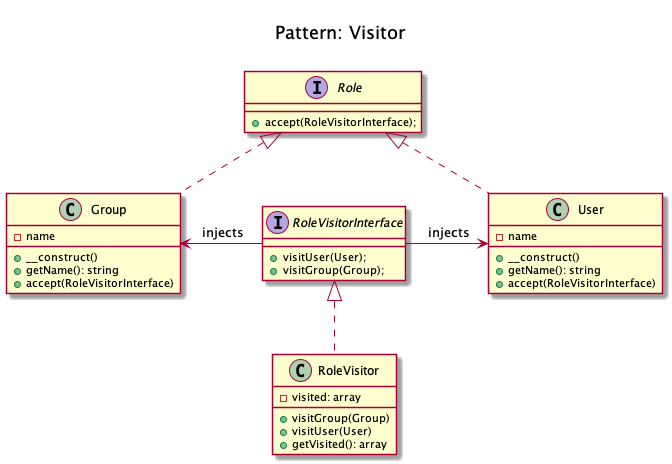 Pattern: Visitor
I Role
accept(RoleVisitorInterface);
C Group
name
__construct()
getName(): string
accept(RoleVisitorInterface)
injects
I RoleVisitorInterface
visitUser(User);
visitGroup(Group);
injects
C User
name
__construct()
getName(): string
accept(RoleVisitorInterface)
C RoleVisitor
visited: array
visitGroup(Group)
visitUser(User)
getVisited(): array